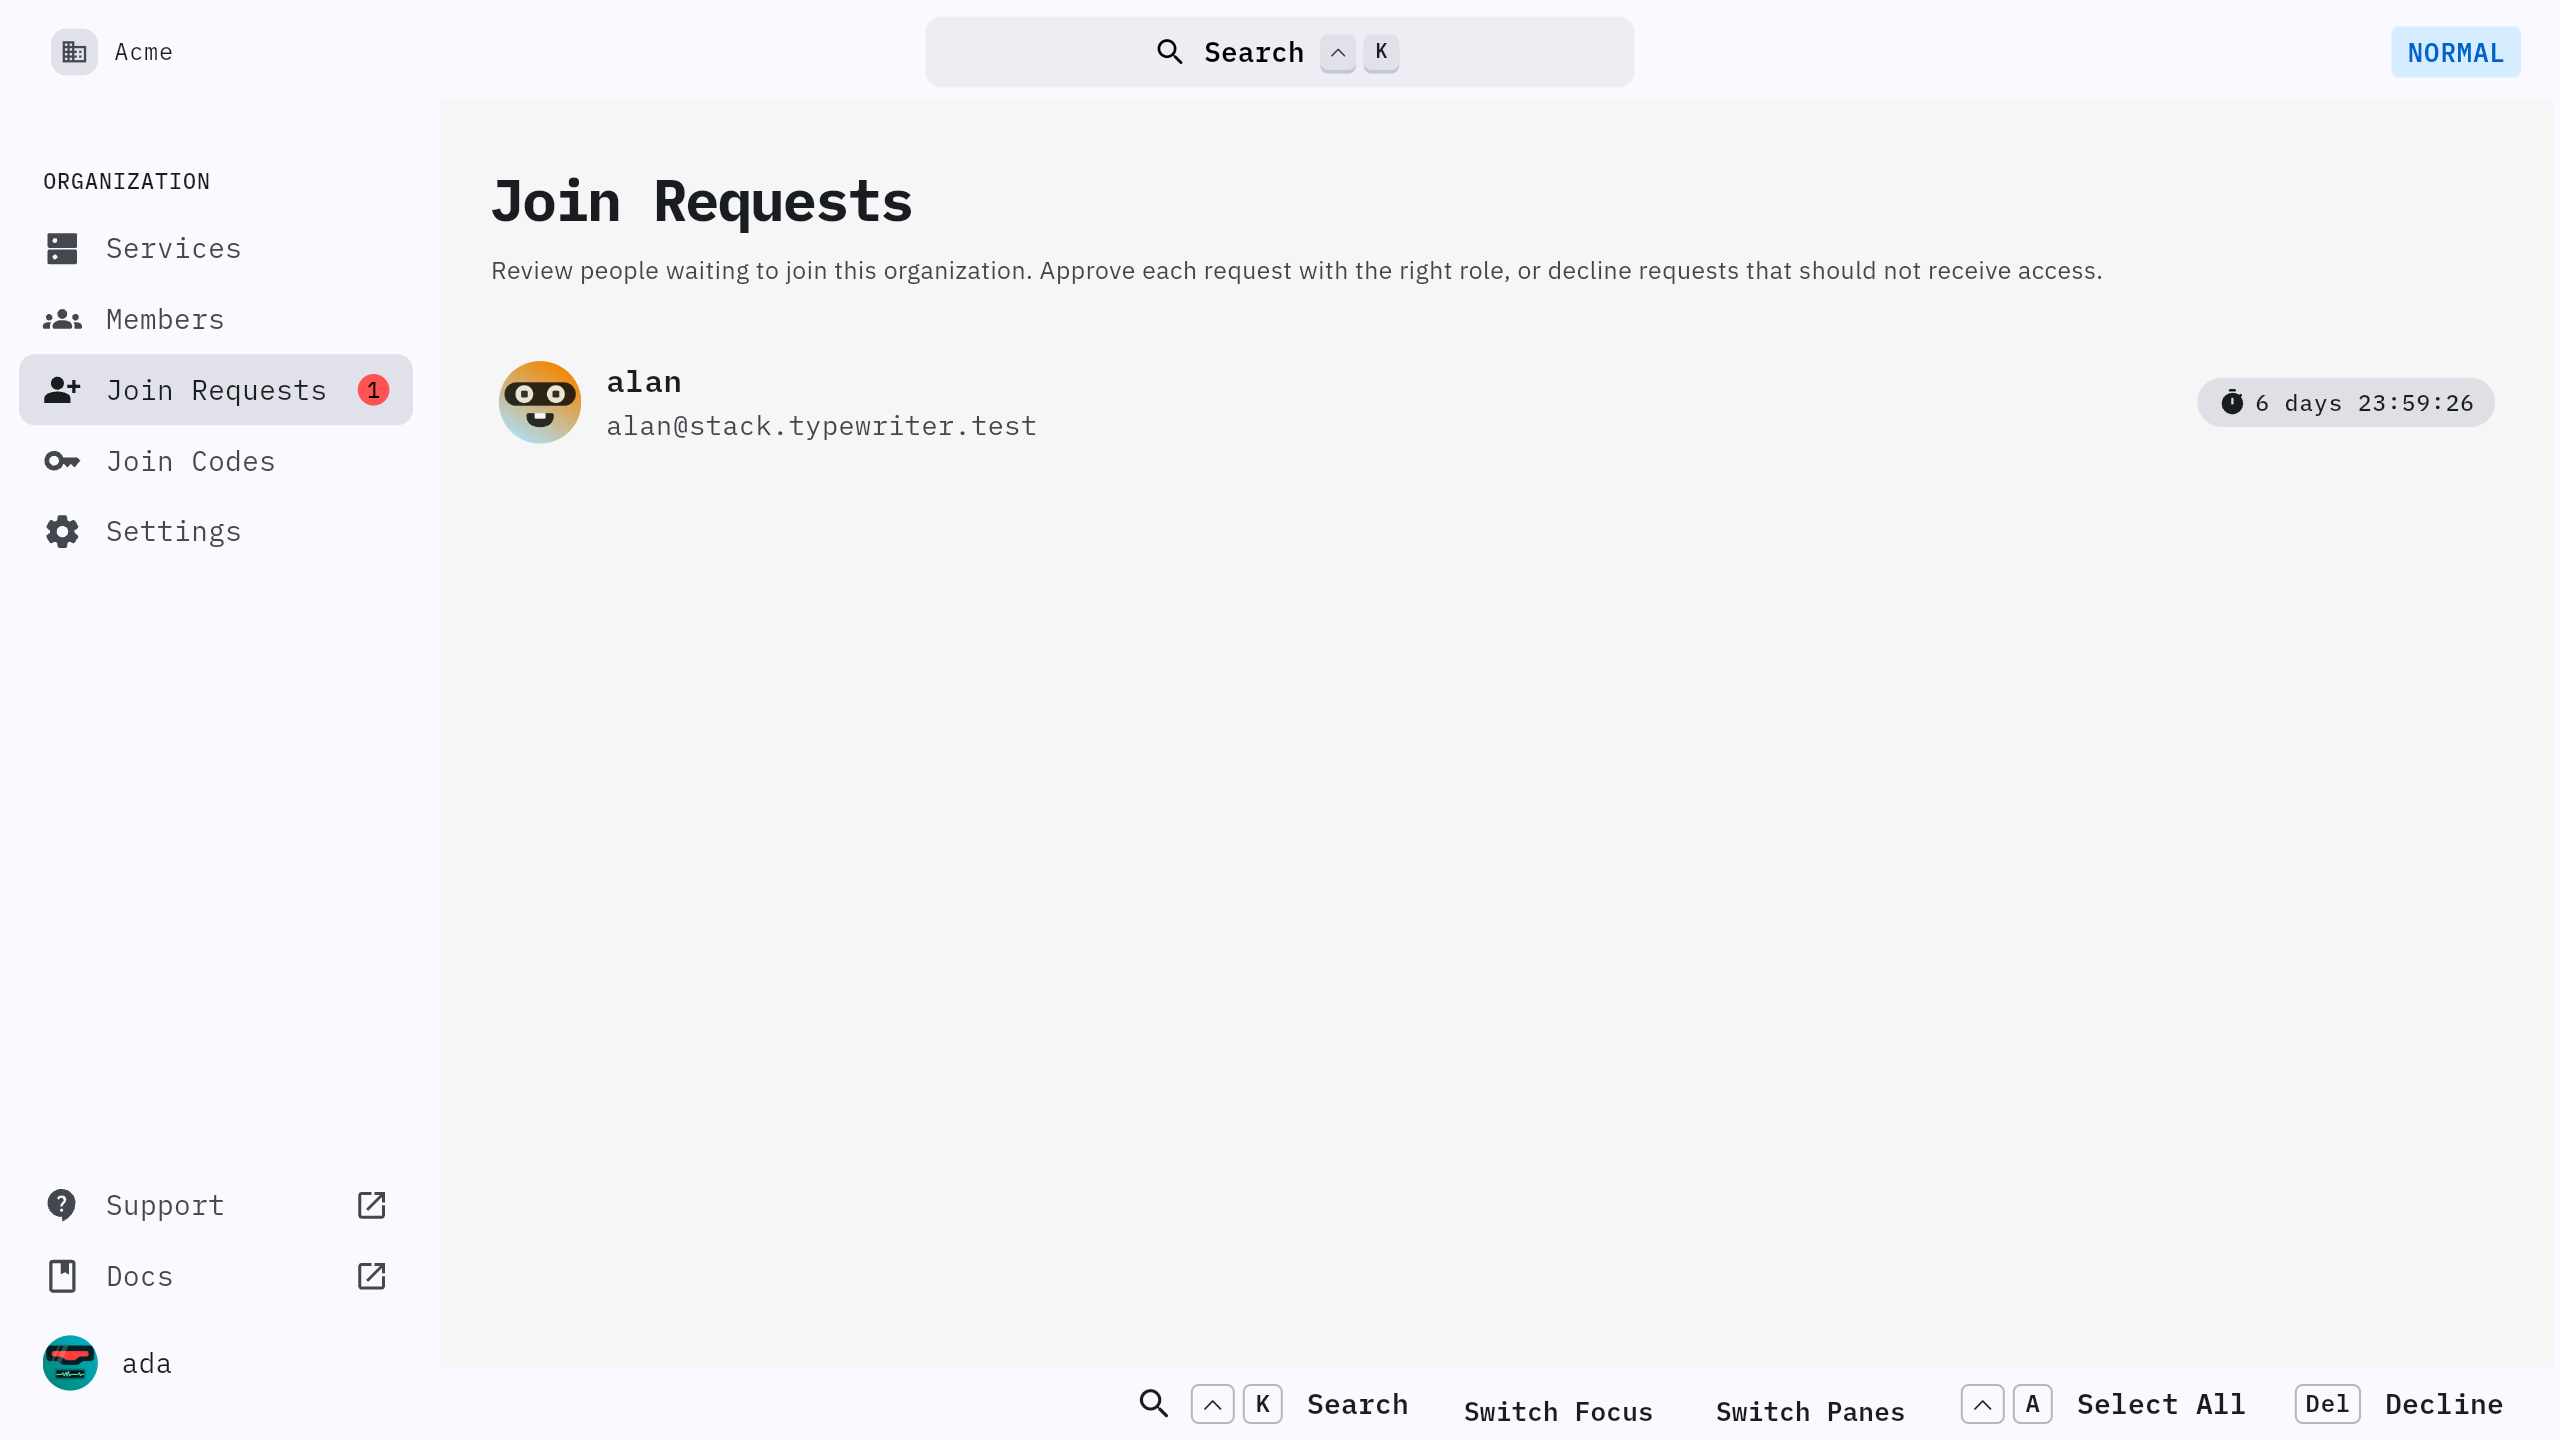 Acme
Search ^ K
NORMAL
ORGANIZATION
Services
Members
Join Requests 1
Join Codes
Settings
Join Requests
Review people waiting to join this organization. Approve each request with the right role, or decline requests that should not receive access.
alan
alan@stack.typewriter.test
6 days 23:59:26
Support
Docs
ada
^ K Search Switch Focus Switch Panes ^ A Select All Del Decline